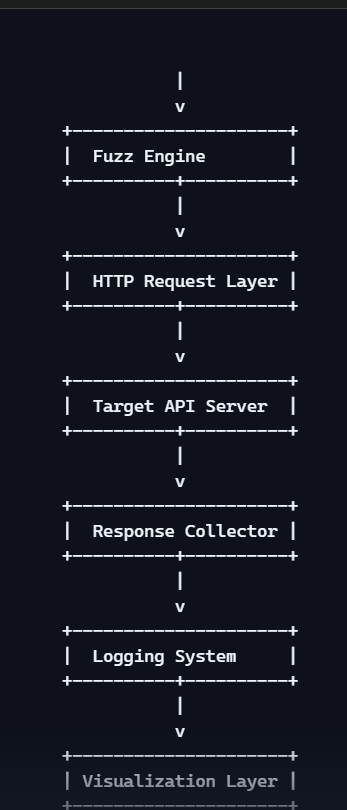 |
v
+---------------------+
|  Fuzz Engine        |
+----------+----------+
|
v
+---------------------+
|  HTTP Request Layer |
+----------+----------+
|
v
+---------------------+
|  Target API Server  |
+----------+----------+
|
v
+---------------------+
|  Response Collector |
+----------+----------+
|
v
+---------------------+
|  Logging System     |
+----------+----------+
|
v
+---------------------+
| Visualization Layer |
+---------------------+